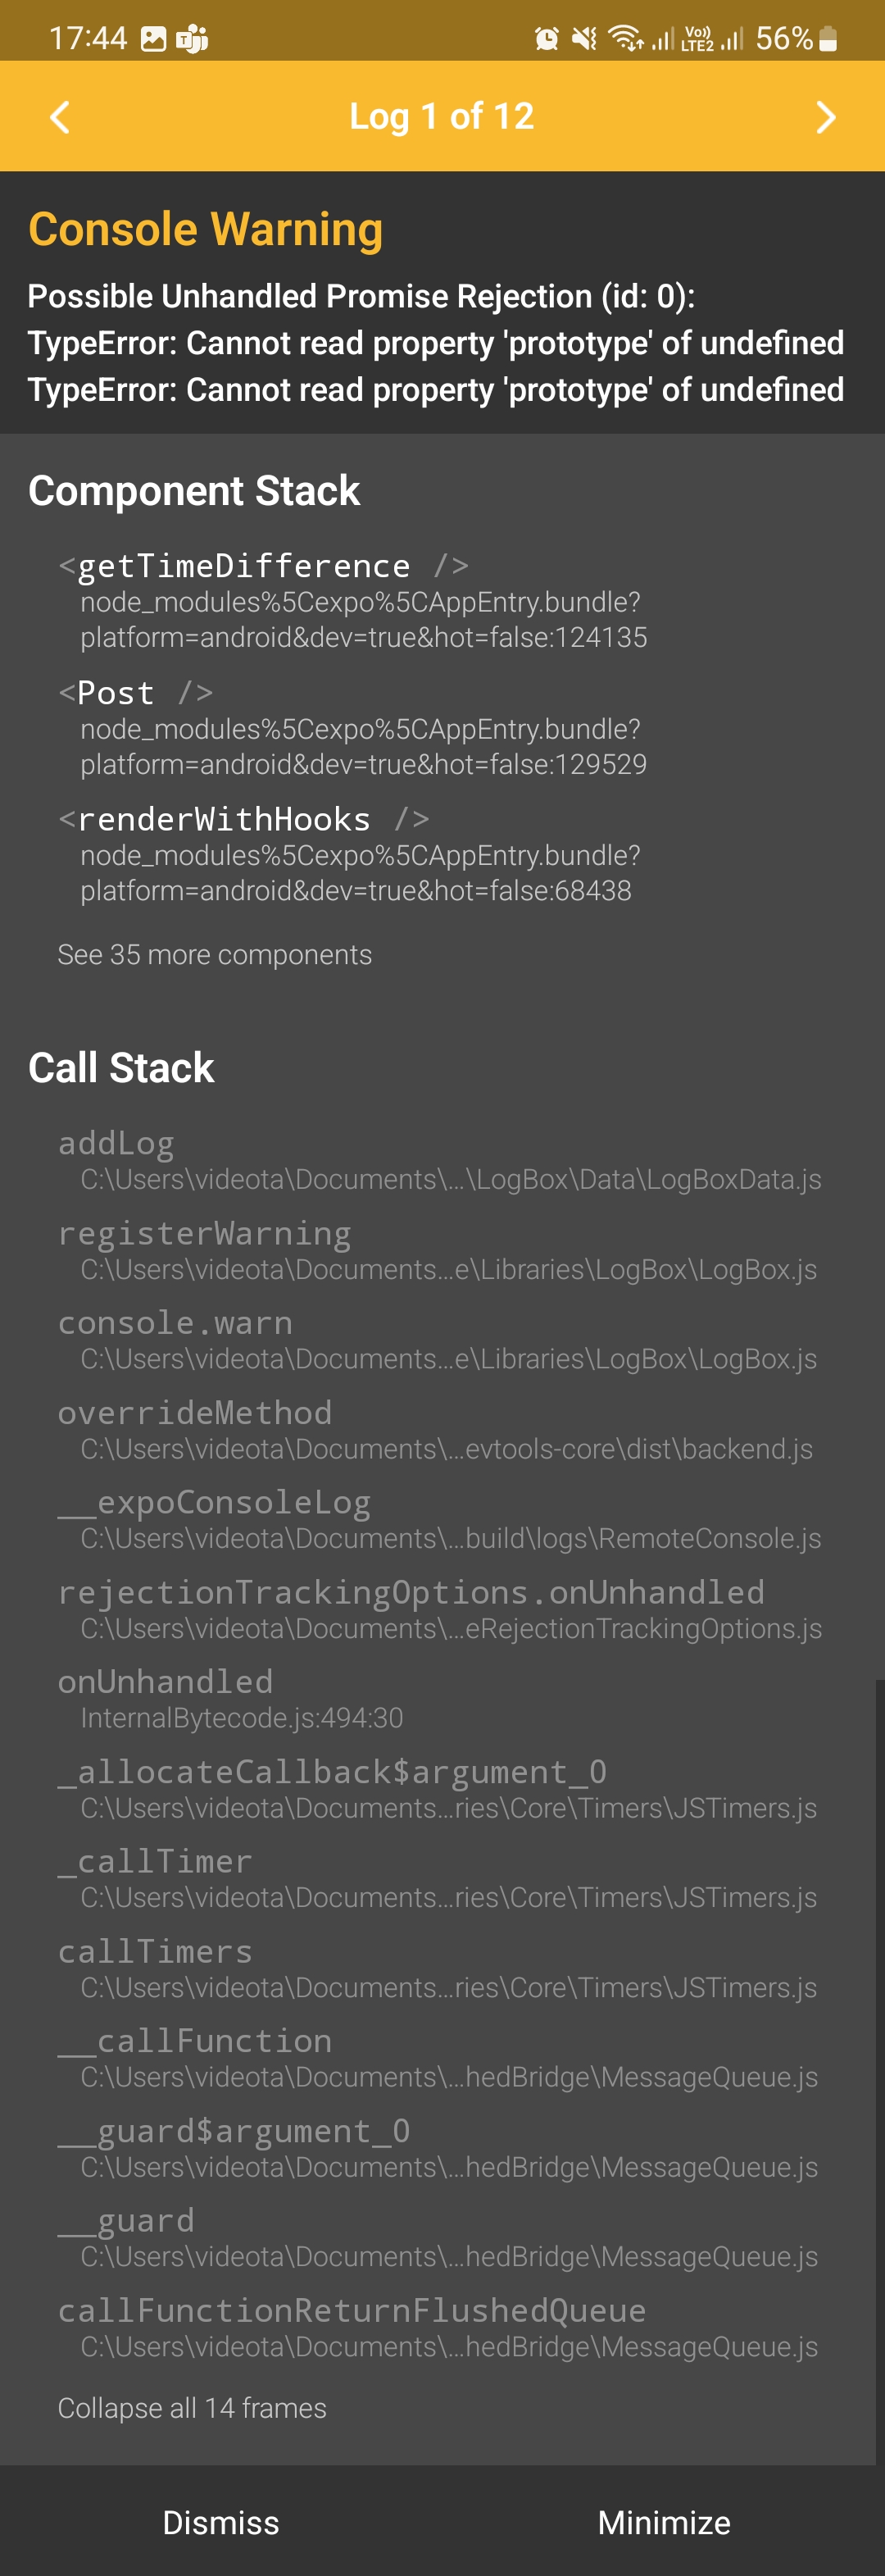 17:44
Vo)) LTE2 56%
Log 1 of 12
Console Warning
Possible Unhandled Promise Rejection (id: 0):
TypeError: Cannot read property 'prototype' of undefined
TypeError: Cannot read property 'prototype' of undefined
Component Stack
<getTimeDifference />
node_modules%5Cexpo%5CAppEntry.bundle?
platform=android&dev=true&hot=false:124135
<Post />
node_modules%5Cexpo%5CAppEntry.bundle?
platform=android&dev=true&hot=false:129529
<renderWithHooks />
node_modules%5Cexpo%5CAppEntry.bundle?
platform=android&dev=true&hot=false:68438
See 35 more components
Call Stack
addLog
C:\Users\videota\Documents\...\LogBox\Data\LogBoxData.js
registerWarning
C:\Users\videota\Documents...e\Libraries\LogBox\LogBox.js
console.warn
C:\Users\videota\Documents...e\Libraries\LogBox\LogBox.js
overrideMethod
C:\Users\videota\Documents\...evtools-core\dist\backend.js
__expoConsoleLog
C:\Users\videota\Documents\...build\logs\RemoteConsole.js
rejectionTrackingOptions.onUnhandled
C:\Users\videota\Documents\...eRejectionTrackingOptions.js
onUnhandled
InternalBytecode.js:494:30
_allocateCallback$argument_0
C:\Users\videota\Documents...ries\Core\Timers\JSTimers.js
_callTimer
C:\Users\videota\Documents...ries\Core\Timers\JSTimers.js
callTimers
C:\Users\videota\Documents...ries\Core\Timers\JSTimers.js
__callFunction
C:\Users\videota\Documents\...hedBridge\MessageQueue.js
__guard$argument_0
C:\Users\videota\Documents\...hedBridge\MessageQueue.js
__guard
C:\Users\videota\Documents\...hedBridge\MessageQueue.js
callFunctionReturnFlushedQueue
C:\Users\videota\Documents\...hedBridge\MessageQueue.js
Collapse all 14 frames
Dismiss Minimize